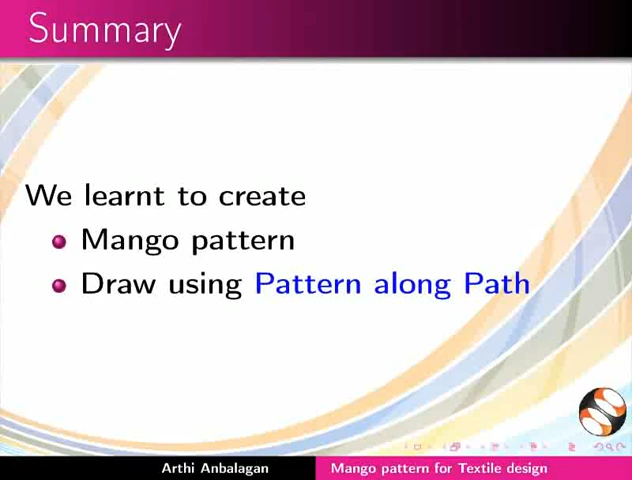 Summary
We learnt to create
Mango pattern
Draw using Pattern along Path
Arthi Anbalagan
Mango pattern for Textile design